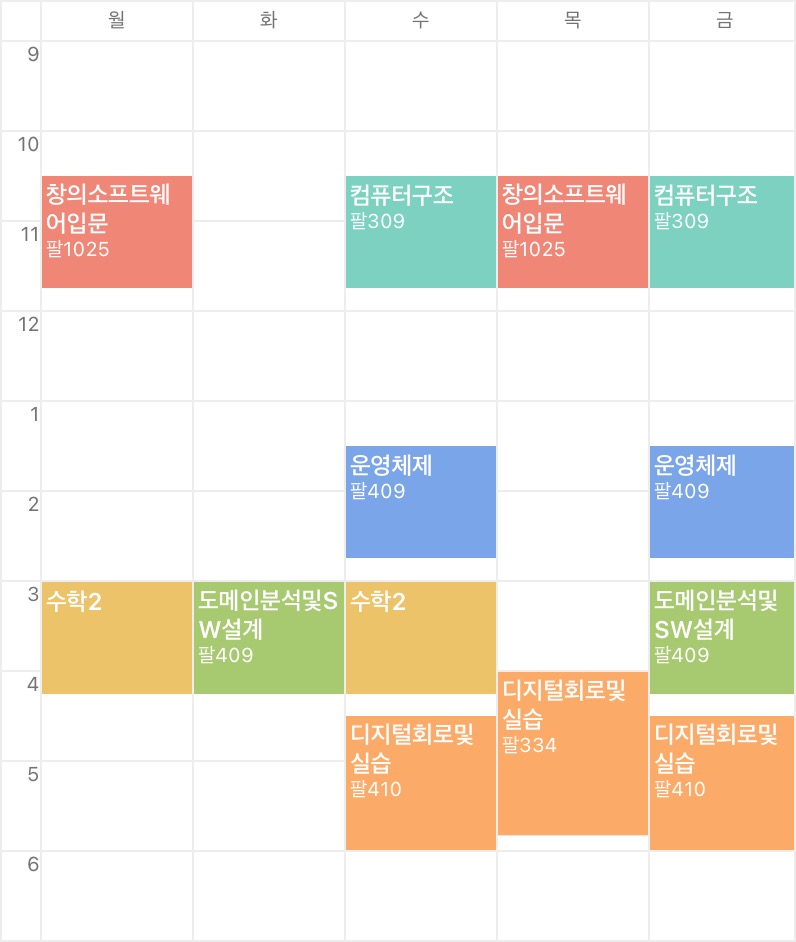 월 화 수 목 금
9
10
창의소프트웨
어입문
팔1025
컴퓨터구조
팔309
창의소프트웨
어입문
팔1025
컴퓨터구조
팔309
11
12
1
운영체제
팔409
운영체제
팔409
2
3
수학2
도메인분석및S
W설계
팔409
수학2
도메인분석및
SW설계
팔409
4
디지털회로및
실습
팔410
디지털회로및
실습
팔334
디지털회로및
실습
팔410
5
6